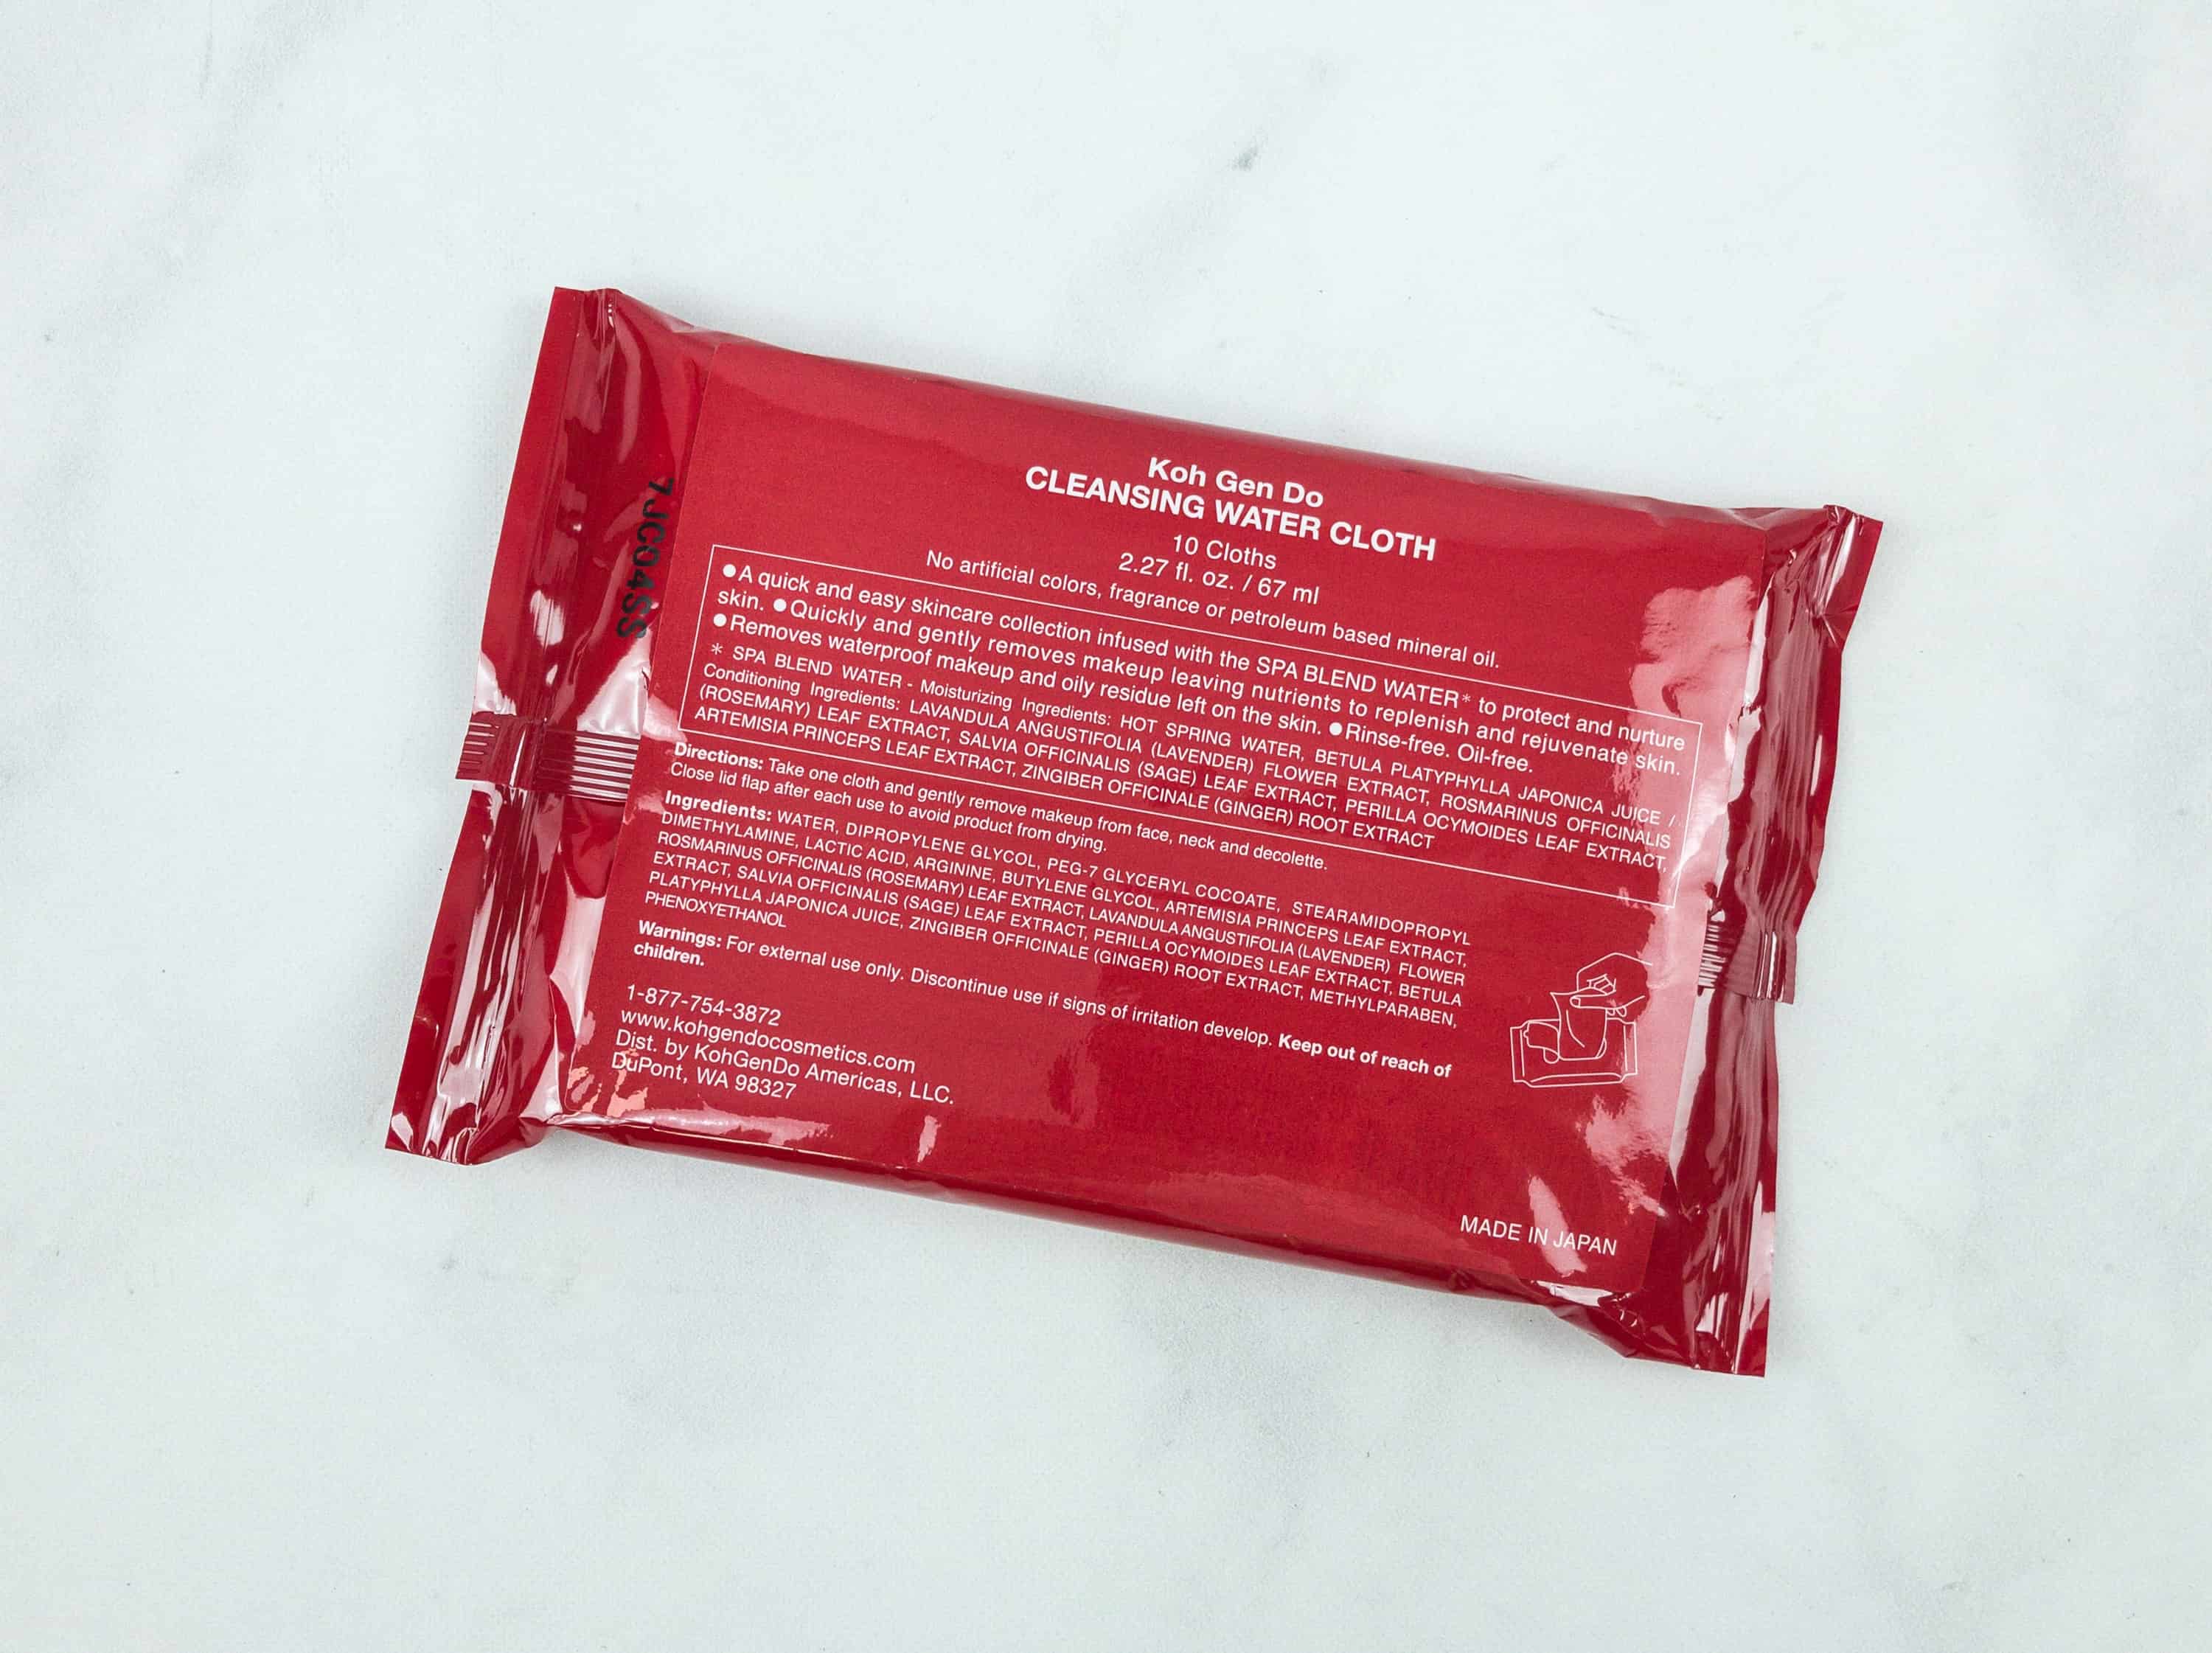 Koh Gen Do
CLEANSING WATER CLOTH
10 Cloths
2.27 fl. oz. / 67 ml
No artificial colors, fragrance or petroleum based mineral oil.
●A quick and easy skincare collection infused with the SPA BLEND WATER* to protect and nurture
skin. ●Quickly and gently removes makeup leaving nutrients to replenish and rejuvenate skin.
●Removes waterproof makeup and oily residue left on the skin. ●Rinse-free. Oil-free.
* SPA BLEND WATER - Moisturizing Ingredients: HOT SPRING WATER, BETULA PLATYPHYLLA JAPONICA JUICE /
Conditioning Ingredients: LAVANDULA ANGUSTIFOLIA (LAVENDER) FLOWER EXTRACT, ROSMARINUS OFFICINALIS
(ROSEMARY) LEAF EXTRACT, SALVIA OFFICINALIS (SAGE) LEAF EXTRACT, PERILLA OCYMOIDES LEAF EXTRACT,
ARTEMISIA PRINCEPS LEAF EXTRACT, ZINGIBER OFFICINALE (GINGER) ROOT EXTRACT
Directions: Take one cloth and gently remove makeup from face, neck and decolette.
Close lid flap after each use to avoid product from drying.
Ingredients: WATER, DIPROPYLENE GLYCOL, PEG-7 GLYCERYL COCOATE, STEARAMIDOPROPYL
DIMETHYLAMINE, LACTIC ACID, ARGININE, BUTYLENE GLYCOL, ARTEMISIA PRINCEPS LEAF EXTRACT,
ROSMARINUS OFFICINALIS (ROSEMARY) LEAF EXTRACT, LAVANDULA ANGUSTIFOLIA (LAVENDER) FLOWER
EXTRACT, SALVIA OFFICINALIS (SAGE) LEAF EXTRACT, PERILLA OCYMOIDES LEAF EXTRACT, BETULA
PLATYPHYLLA JAPONICA JUICE, ZINGIBER OFFICINALE (GINGER) ROOT EXTRACT, METHYLPARABEN,
PHENOXYETHANOL
Warnings: For external use only. Discontinue use if signs of irritation develop. Keep out of reach of
children.
1-877-754-3872
www.kohgendocosmetics.com
Dist. by KohGenDo Americas, LLC.
DuPont, WA 98327
MADE IN JAPAN
7JC04SS